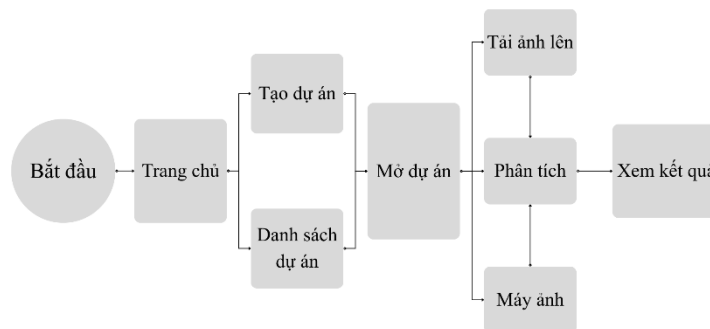 Bắt đầu
Trang chủ
Tạo dự án
Danh sách
dự án
Mở dự án
Tải ảnh lên
Phân tích
Máy ảnh
Xem kết quả